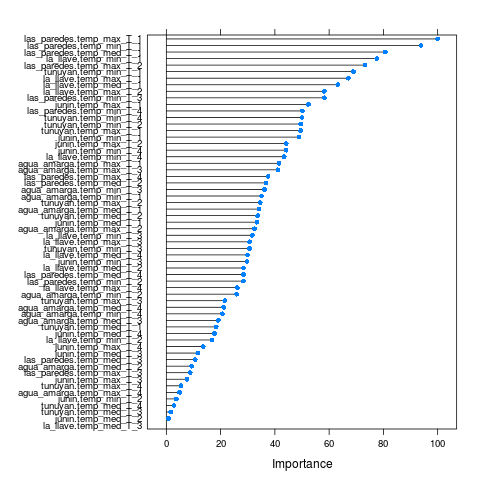 las_paredes.temp_max_T_1
las_paredes.temp_min_T_1
las_paredes.temp_med_T_1
la_llave.temp_min_T_1
las_paredes.temp_max_T_2
tunuyan.temp_min_T_1
la_llave.temp_max_T_1
la_llave.temp_med_T_1
la_llave.temp_max_T_2
las_paredes.temp_min_T_3
junin.temp_max_T_1
las_paredes.temp_min_T_4
tunuyan.temp_min_T_4
tunuyan.temp_min_T_2
tunuyan.temp_max_T_1
junin.temp_min_T_1
junin.temp_max_T_2
junin.temp_min_T_4
la_llave.temp_min_T_4
agua_amarga.temp_max_T_1
agua_amarga.temp_max_T_3
las_paredes.temp_max_T_4
las_paredes.temp_med_T_2
agua_amarga.temp_min_T_3
agua_amarga.temp_min_T_1
tunuyan.temp_max_T_2
agua_amarga.temp_med_T_1
tunuyan.temp_med_T_2
junin.temp_med_T_1
agua_amarga.temp_max_T_2
la_llave.temp_min_T_3
la_llave.temp_max_T_3
tunuyan.temp_min_T_3
la_llave.temp_med_T_4
junin.temp_min_T_3
la_llave.temp_med_T_2
las_paredes.temp_med_T_4
las_paredes.temp_min_T_2
la_llave.temp_max_T_4
agua_amarga.temp_min_T_2
tunuyan.temp_max_T_3
agua_amarga.temp_med_T_4
agua_amarga.temp_min_T_4
agua_amarga.temp_med_T_2
tunuyan.temp_med_T_1
junin.temp_med_T_4
la_llave.temp_min_T_2
junin.temp_max_T_4
junin.temp_med_T_3
las_paredes.temp_med_T_3
agua_amarga.temp_med_T_3
las_paredes.temp_max_T_3
junin.temp_max_T_3
tunuyan.temp_max_T_4
agua_amarga.temp_max_T_4
junin.temp_min_T_2
tunuyan.temp_med_T_4
tunuyan.temp_med_T_3
junin.temp_med_T_2
la_llave.temp_med_T_3
0 20 40 60 80 100
Importance